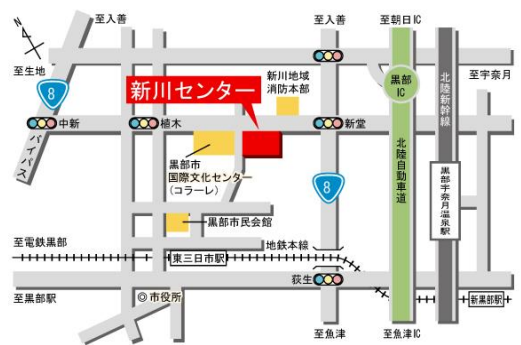 至入善
至入善
至朝日IC
N
至生地
8
新川地域
消防本部
黒部
IC
至宇奈月
新川センター
北陸新幹線
中新
植木
新堂
バイパス
黒部市
国際文化センター
(コラーレ)
8
北陸自動車道
黒部宇奈月温泉駅
黒部市民会館
至電鉄黒部
地鉄本線
東三日市駅
荻生
至黒部駅
◎市役所
新黒部駅
至魚津
至魚津IC